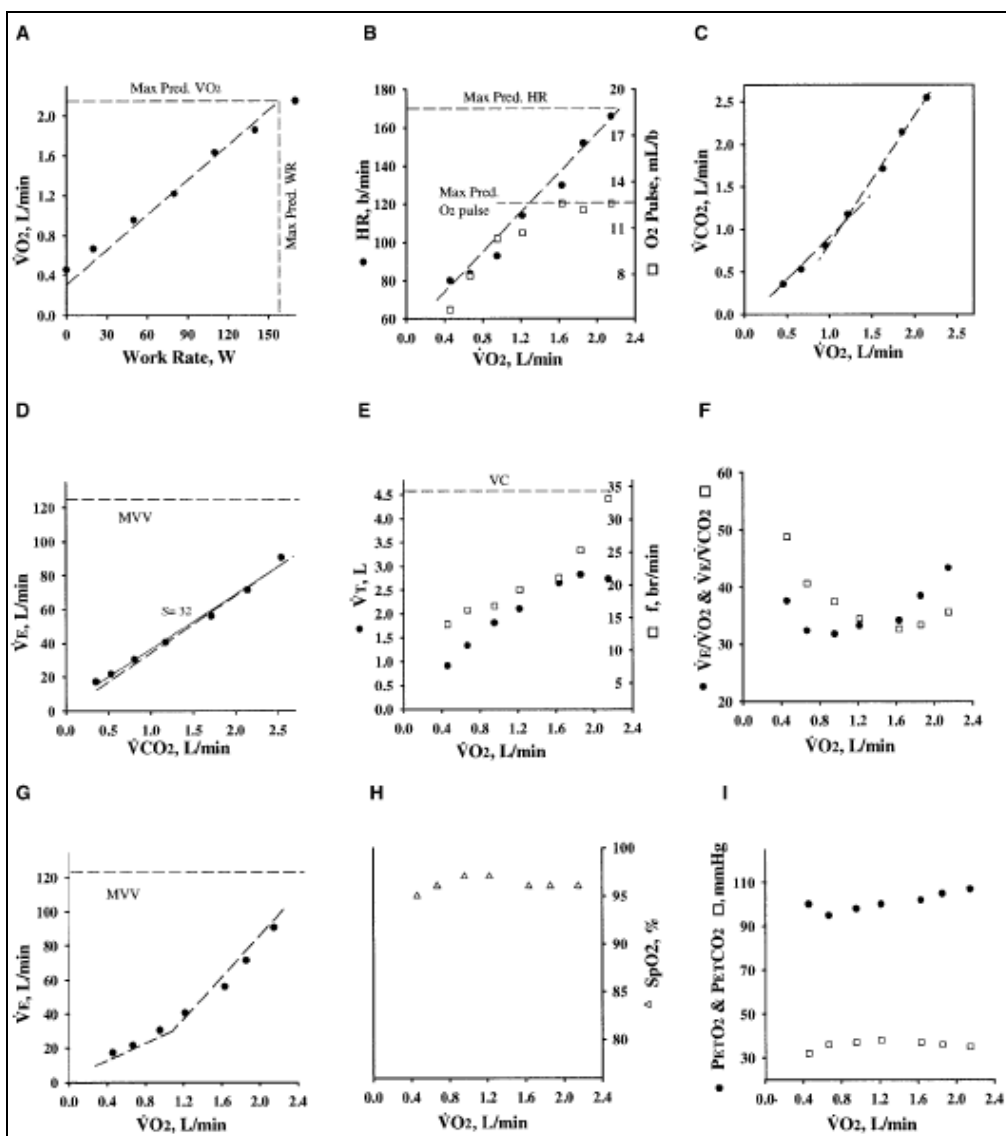 A
Max Pred. VO2
2.0
1.6
1.2
0.8
0.4
0.0
V̇O2, L/min
Max Pred. WR
0 30 60 90 120 150
Work Rate, W
B
180
160
140
120
100
80
60
● HR, b/min
Max Pred. HR
Max Pred.
O2 pulse
20
18
16
13
11
8
□ O2 Pulse, mL/b
0.0 0.4 0.8 1.2 1.6 2.0 2.4
V̇O2, L/min
C
2.5
2.0
1.5
1.0
0.5
0.0
V̇CO2, L/min
0.0 0.5 1.0 1.5 2.0 2.5
V̇O2, L/min
D
120
100
80
60
40
20
0
V̇E, L/min
MVV
S= 32
0.0 0.5 1.0 1.5 2.0 2.5
V̇CO2, L/min
E
VC
4.5
4.0
3.5
3.0
2.5
2.0
1.5
1.0
0.5
0.0
● V̇T, L
35
30
25
20
15
10
5
□ f, br/min
0.0 0.4 0.8 1.2 1.6 2.0 2.4
V̇O2, L/min
F
60
50
40
30
20
● V̇E/V̇O2 & V̇E/V̇CO2 □
0.0 0.4 0.8 1.2 1.6 2.0 2.4
V̇O2, L/min
G
120
100
80
60
40
20
0
V̇E, L/min
MVV
0.0 0.4 0.8 1.2 1.6 2.0 2.4
V̇O2, L/min
H
100
95
90
85
80
△ SpO2, %
0.0 0.4 0.8 1.2 1.6 2.0 2.4
V̇O2, L/min
I
110
90
70
50
30
● PETO2 & PETCO2 □, mmHg
0.0 0.4 0.8 1.2 1.6 2.0 2.4
V̇O2, L/min